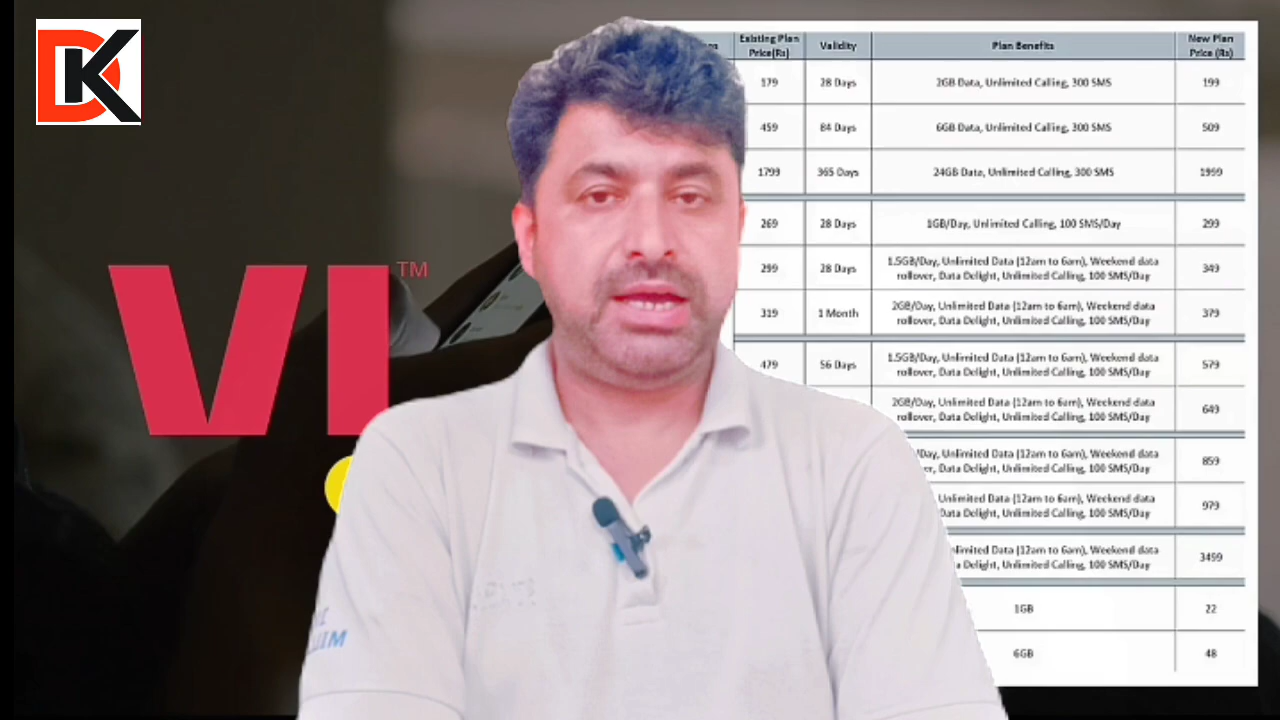 DK
VI
TM
Existing Plan
Price(Rs)
Validity
Plan Benefits
New Plan
Price (Rs)
179
28 Days
2GB Data, Unlimited Calling, 300 SMS
199
459
84 Days
6GB Data, Unlimited Calling, 300 SMS
509
1799
365 Days
24GB Data, Unlimited Calling, 300 SMS
1999
269
28 Days
1GB/Day, Unlimited Calling, 100 SMS/Day
299
299
28 Days
1.5GB/Day, Unlimited Data (12am to 6am), Weekend data
rollover, Data Delight, Unlimited Calling, 100 SMS/Day
349
319
1 Month
2GB/Day, Unlimited Data (12am to 6am), Weekend data
rollover, Data Delight, Unlimited Calling, 100 SMS/Day
379
479
56 Days
1.5GB/Day, Unlimited Data (12am to 6am), Weekend data
rollover, Data Delight, Unlimited Calling, 100 SMS/Day
579
2GB/Day, Unlimited Data (12am to 6am), Weekend data
rollover, Data Delight, Unlimited Calling, 100 SMS/Day
649
/Day, Unlimited Data (12am to 6am), Weekend data
Data Delight, Unlimited Calling, 100 SMS/Day
859
Unlimited Data (12am to 6am), Weekend data
Data Delight, Unlimited Calling, 100 SMS/Day
979
Data (12am to 6am), Weekend data
Delight, Unlimited Calling, 100 SMS/Day
3499
1GB
22
6GB
48